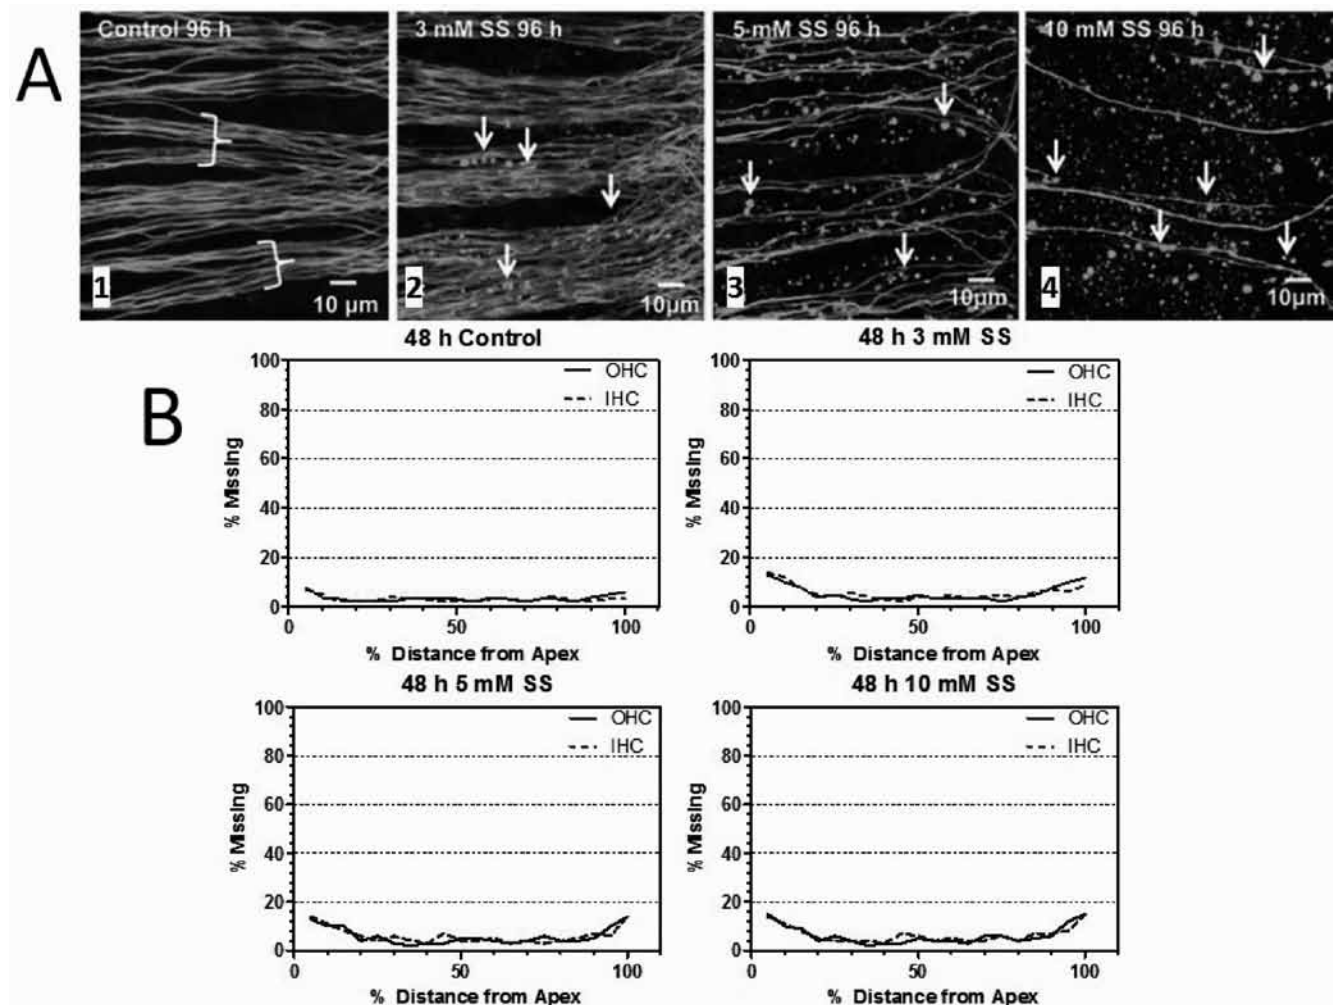 A
Control 96 h
3 mM SS 96 h
5 mM SS 96 h
10 mM SS 96 h
1
10 µm
2
10µm
3
10µm
4
10µm
B
48 h Control
100
80
60
40
20
0
% Missing
OHC
IHC
0
50
100
% Distance from Apex
48 h 3 mM SS
100
80
60
40
20
0
% Missing
OHC
IHC
0
50
100
% Distance from Apex
48 h 5 mM SS
100
80
60
40
20
0
% Missing
OHC
IHC
0
50
100
% Distance from Apex
48 h 10 mM SS
100
80
60
40
20
0
% Missing
OHC
IHC
0
50
100
% Distance from Apex